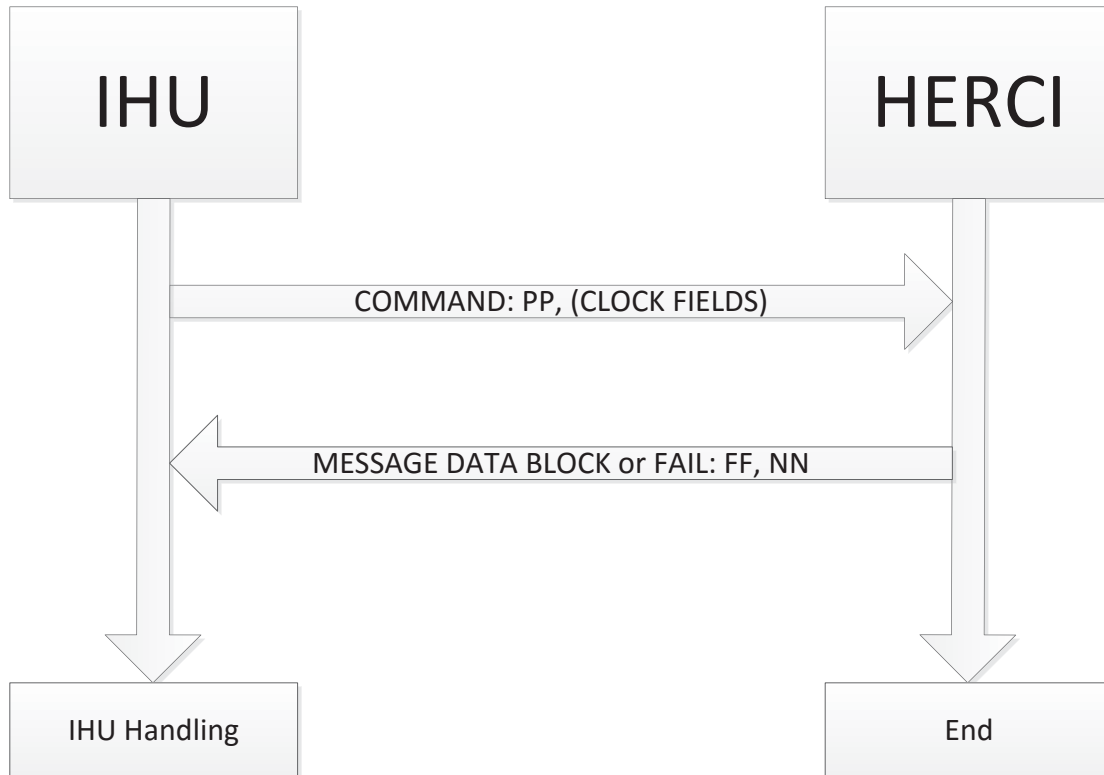 IHU
HERCI
COMMAND: PP, (CLOCK FIELDS)
MESSAGE DATA BLOCK or FAIL: FF, NN
IHU Handling
End